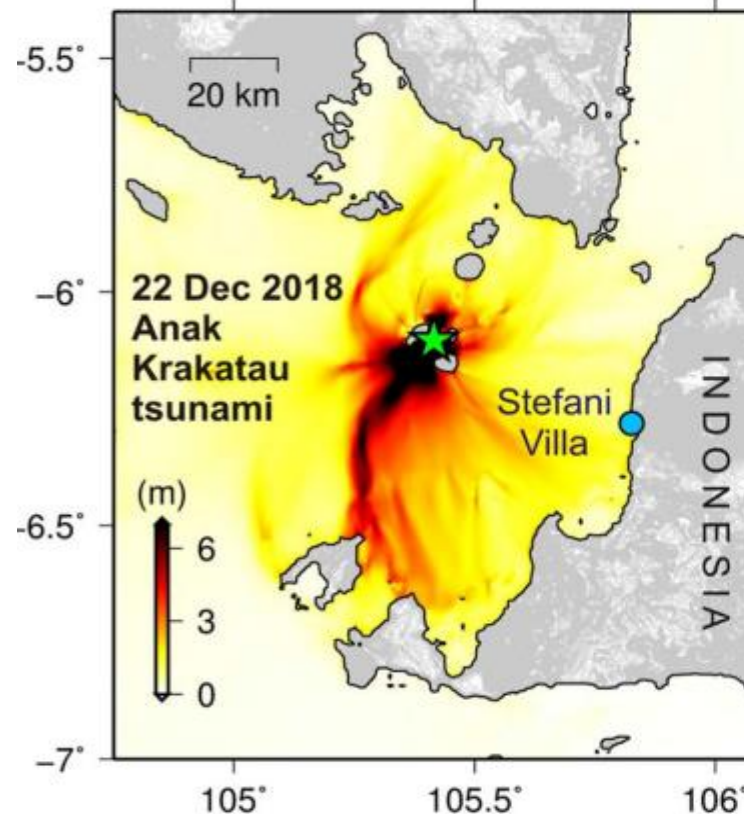 -5.5°
20 km
-6°
22 Dec 2018
Anak
Krakatau
tsunami
Stefani
Villa
INDONESIA
(m)
6
3
0
-6.5°
-7°
105°
105.5°
106°